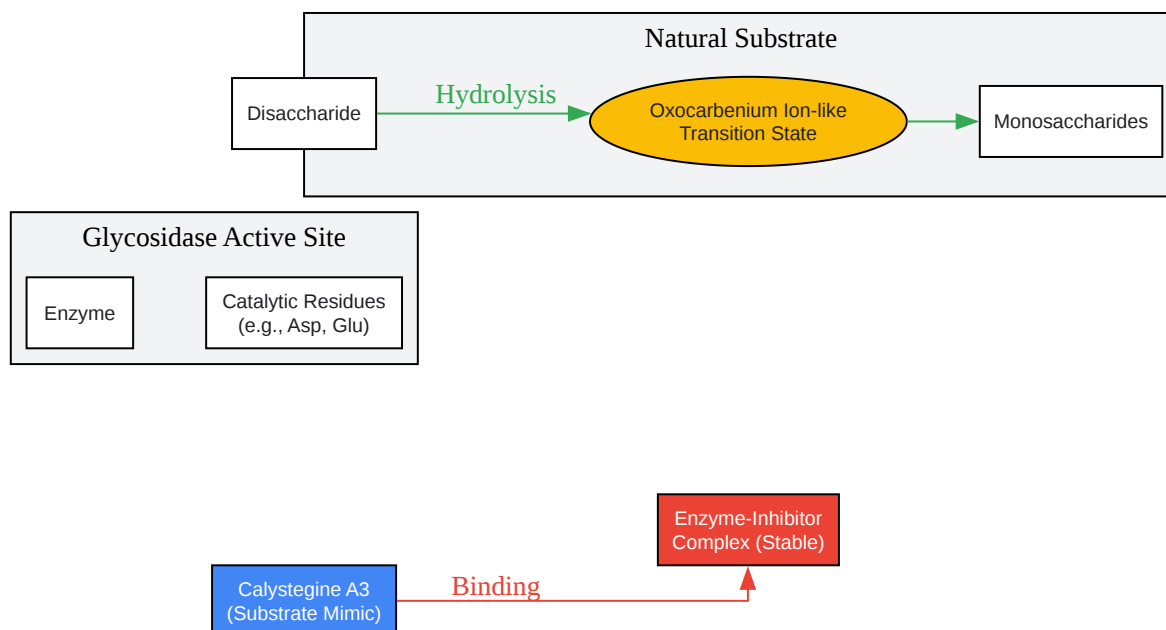 Natural Substrate
Disaccharide
Hydrolysis
Oxocarbenium Ion-like
Transition State
Monosaccharides
Glycosidase Active Site
Enzyme
Catalytic Residues
(e.g., Asp, Glu)
Enzyme-Inhibitor
Complex (Stable)
Calystegine A3
(Substrate Mimic)
Binding